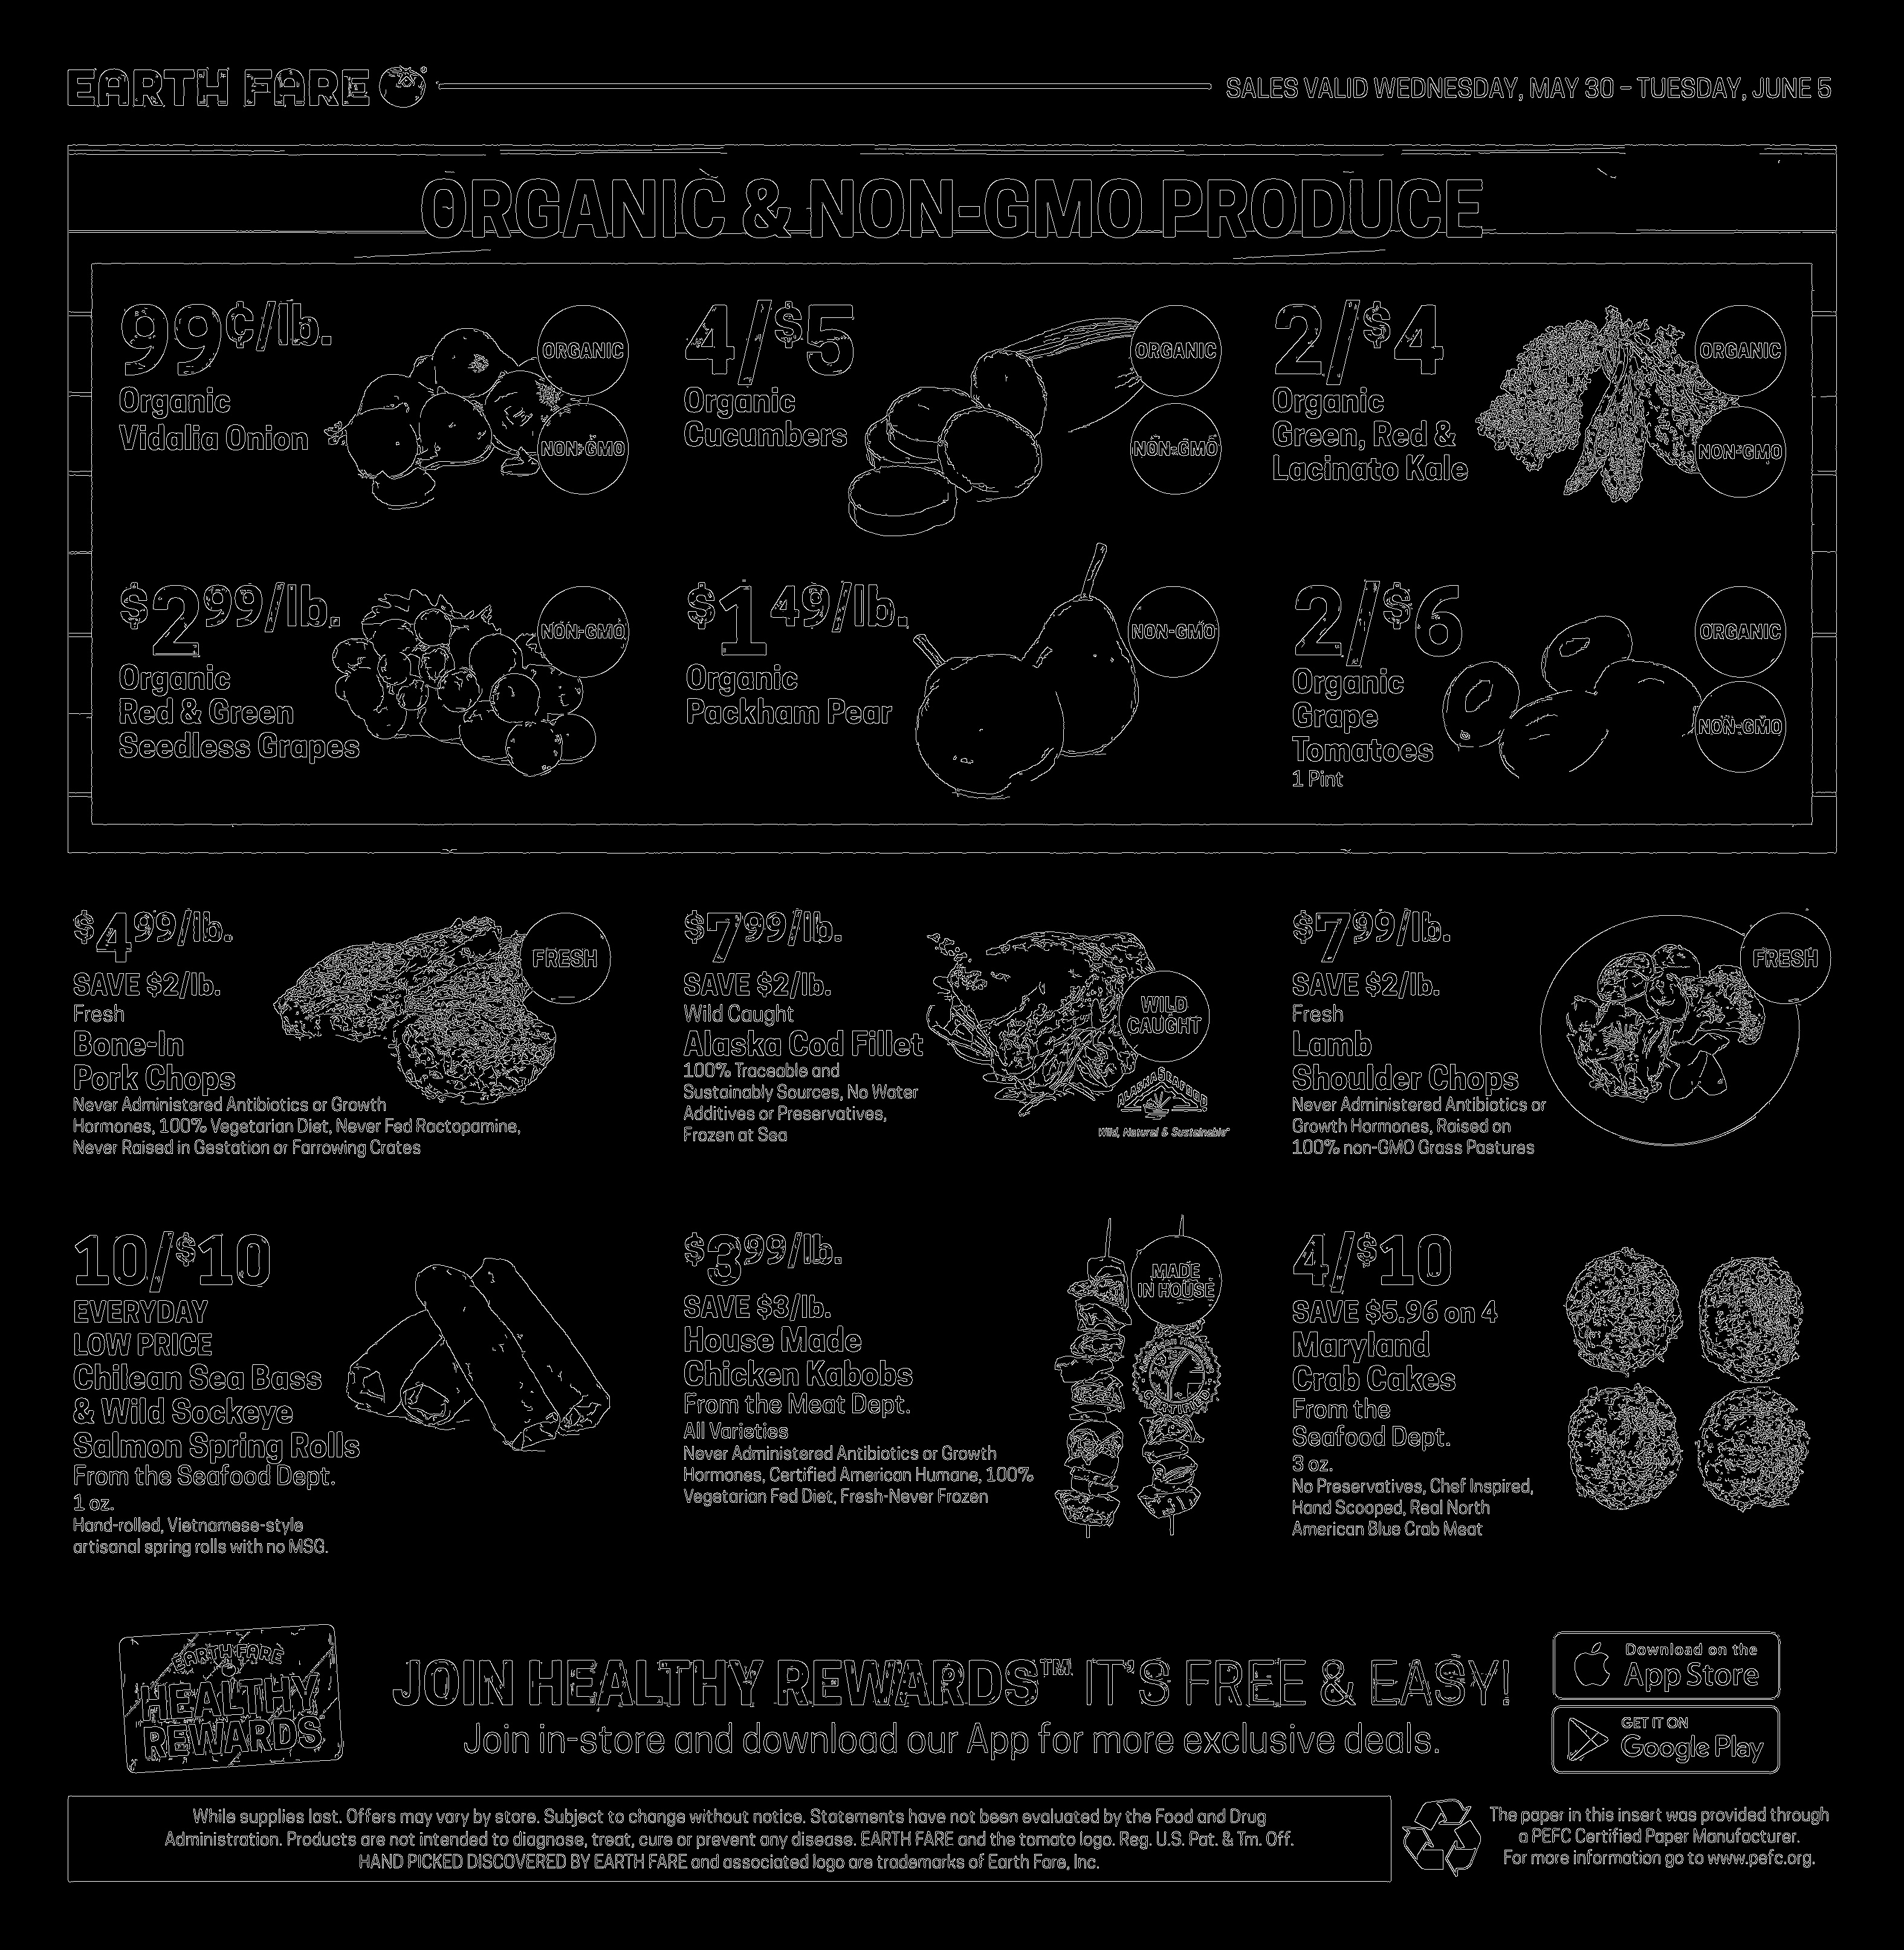 EARTH FARE
SALES VALID WEDNESDAY, MAY 30 – TUESDAY, JUNE 5
ORGANIC & NON-GMO PRODUCE
99¢/lb.
Organic
Vidalia Onion
ORGANIC
NON-GMO
4/$5
Organic
Cucumbers
ORGANIC
NON-GMO
2/$4
Organic
Green, Red &
Lacinato Kale
ORGANIC
NON-GMO
$2 99/lb.
Organic
Red & Green
Seedless Grapes
NON-GMO
$1 49/lb.
Organic
Packham Pear
NON-GMO
2/$6
Organic
Grape
Tomatoes
1 Pint
ORGANIC
NON-GMO
$4 99/lb.
SAVE $2/lb.
Fresh
Bone-In
Pork Chops
Never Administered Antibiotics or Growth
Hormones, 100% Vegetarian Diet, Never Fed Ractopamine,
Never Raised in Gestation or Farrowing Crates
FRESH
$7 99/lb.
SAVE $2/lb.
Wild Caught
Alaska Cod Fillet
100% Traceable and
Sustainably Sources, No Water
Additives or Preservatives,
Frozen at Sea
WILD
CAUGHT
ALASKA SEAFOOD
Wild, Natural & Sustainable®
$7 99/lb.
SAVE $2/lb.
Fresh
Lamb
Shoulder Chops
Never Administered Antibiotics or
Growth Hormones, Raised on
100% non-GMO Grass Pastures
FRESH
10/$10
EVERYDAY
LOW PRICE
Chilean Sea Bass
& Wild Sockeye
Salmon Spring Rolls
From the Seafood Dept.
1 oz.
Hand-rolled, Vietnamese-style
artisanal spring rolls with no MSG.
$3 99/lb.
SAVE $3/lb.
House Made
Chicken Kabobs
From the Meat Dept.
All Varieties
Never Administered Antibiotics or Growth
Hormones, Certified American Humane, 100%
Vegetarian Fed Diet, Fresh-Never Frozen
MADE
IN HOUSE
4/$10
SAVE $5.96 on 4
Maryland
Crab Cakes
From the
Seafood Dept.
3 oz.
No Preservatives, Chef Inspired,
Hand Scooped, Real North
American Blue Crab Meat
EARTH FARE
HEALTHY
REWARDS
JOIN HEALTHY REWARDS™ IT'S FREE & EASY!
Join in-store and download our App for more exclusive deals.
Download on the
App Store
GET IT ON
Google Play
While supplies last. Offers may vary by store. Subject to change without notice. Statements have not been evaluated by the Food and Drug
Administration. Products are not intended to diagnose, treat, cure or prevent any disease. EARTH FARE and the tomato logo. Reg. U.S. Pat. & Tm. Off.
HAND PICKED DISCOVERED BY EARTH FARE and associated logo are trademarks of Earth Fare, Inc.
The paper in this insert was provided through
a PEFC Certified Paper Manufacturer.
For more information go to www.pefc.org.